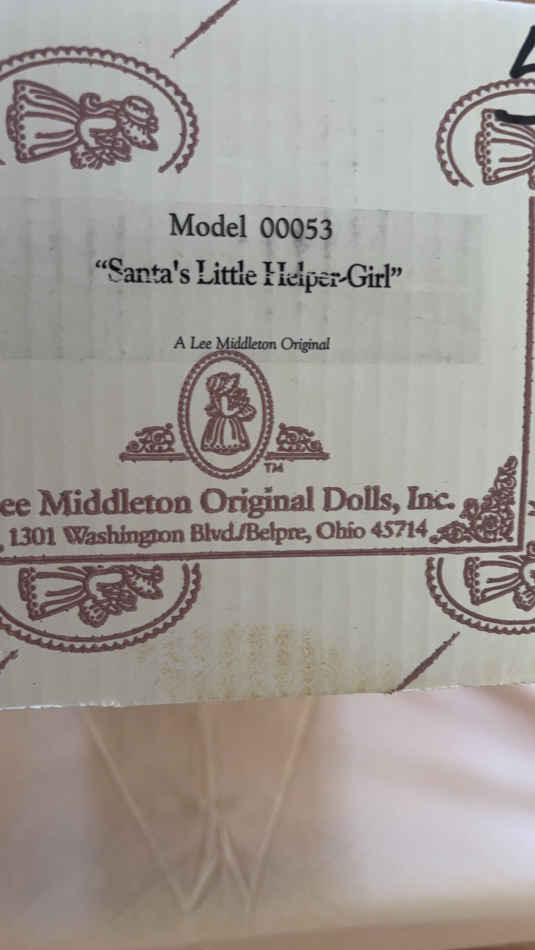 5
Model 00053
"Santa's Little Helper-Girl"
A Lee Middleton Original
TM
ee Middleton Original Dolls, Inc.
1301 Washington Blvd./Belpre, Ohio 45714